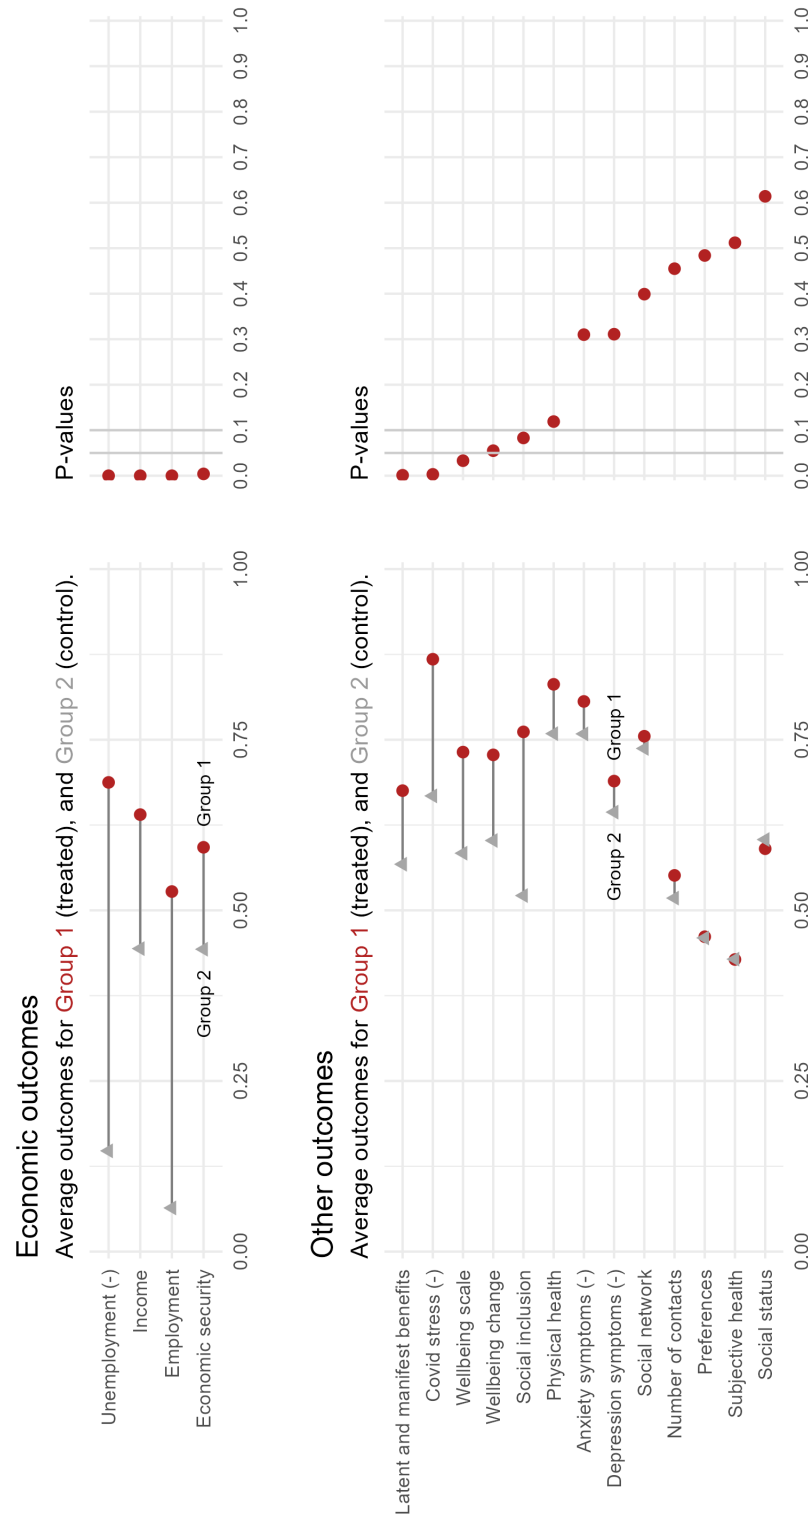 Economic outcomes
Average outcomes for Group 1 (treated), and Group 2 (control).
P-values
Unemployment (-)
Income
Employment
Economic security
Group 2
Group 1
0.00 0.25 0.50 0.75 1.00
0.0 0.1 0.2 0.3 0.4 0.5 0.6 0.7 0.8 0.9 1.0
Other outcomes
Average outcomes for Group 1 (treated), and Group 2 (control).
P-values
Latent and manifest benefits
Covid stress (-)
Wellbeing scale
Wellbeing change
Social inclusion
Physical health
Anxiety symptoms (-)
Depression symptoms (-)
Group 2
Group 1
Social network
Number of contacts
Preferences
Subjective health
Social status
0.00 0.25 0.50 0.75 1.00
0.0 0.1 0.2 0.3 0.4 0.5 0.6 0.7 0.8 0.9 1.0